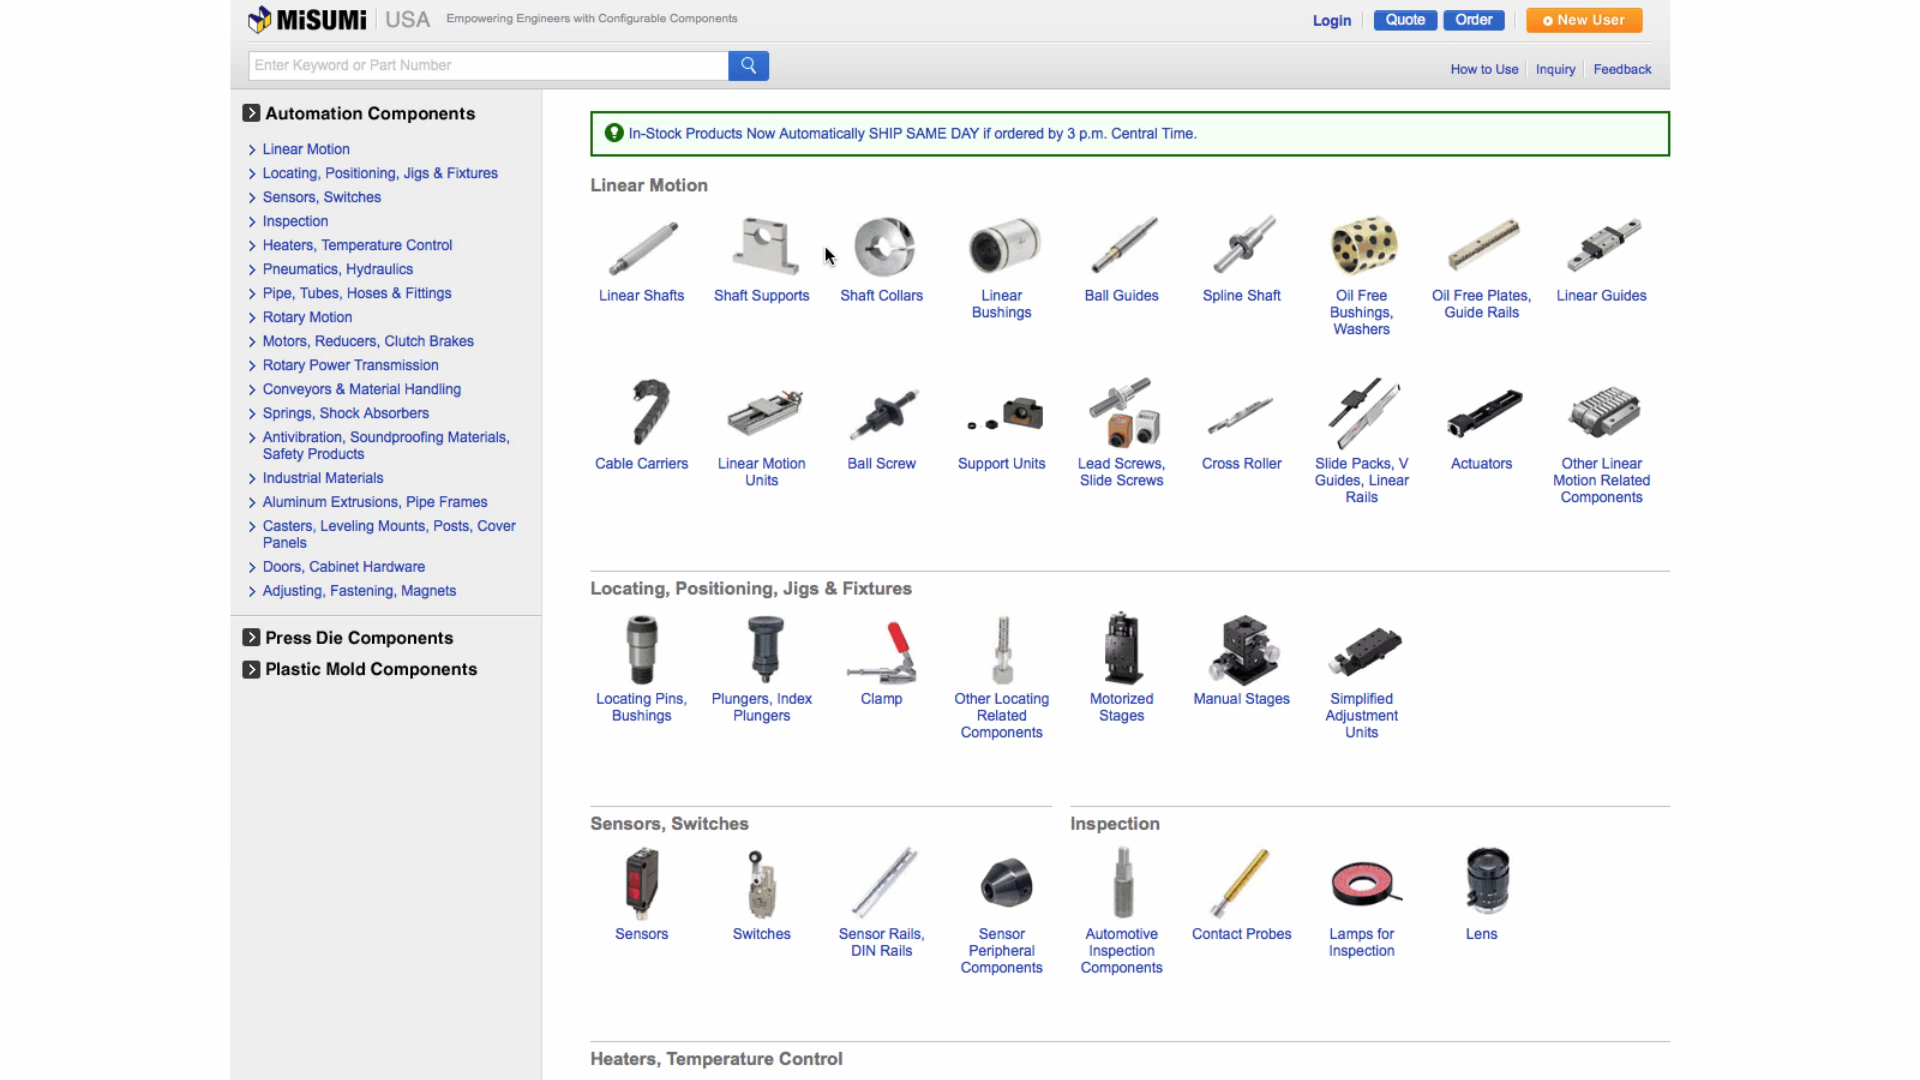 MiSUMi USA Empowering Engineers with Configurable Components
Login Quote Order New User
Enter Keyword or Part Number
How to Use Inquiry Feedback
Automation Components
Linear Motion
Locating, Positioning, Jigs & Fixtures
Sensors, Switches
Inspection
Heaters, Temperature Control
Pneumatics, Hydraulics
Pipe, Tubes, Hoses & Fittings
Rotary Motion
Motors, Reducers, Clutch Brakes
Rotary Power Transmission
Conveyors & Material Handling
Springs, Shock Absorbers
Antivibration, Soundproofing Materials,
Safety Products
Industrial Materials
Aluminum Extrusions, Pipe Frames
Casters, Leveling Mounts, Posts, Cover
Panels
Doors, Cabinet Hardware
Adjusting, Fastening, Magnets
Press Die Components
Plastic Mold Components
In-Stock Products Now Automatically SHIP SAME DAY if ordered by 3 p.m. Central Time.
Linear Motion
Linear Shafts
Shaft Supports
Shaft Collars
Linear
Bushings
Ball Guides
Spline Shaft
Oil Free
Bushings,
Washers
Oil Free Plates,
Guide Rails
Linear Guides
Cable Carriers
Linear Motion
Units
Ball Screw
Support Units
Lead Screws,
Slide Screws
Cross Roller
Slide Packs, V
Guides, Linear
Rails
Actuators
Other Linear
Motion Related
Components
Locating, Positioning, Jigs & Fixtures
Locating Pins,
Bushings
Plungers, Index
Plungers
Clamp
Other Locating
Related
Components
Motorized
Stages
Manual Stages
Simplified
Adjustment
Units
Sensors, Switches
Sensors
Switches
Sensor Rails,
DIN Rails
Sensor
Peripheral
Components
Inspection
Automotive
Inspection
Components
Contact Probes
Lamps for
Inspection
Lens
Heaters, Temperature Control